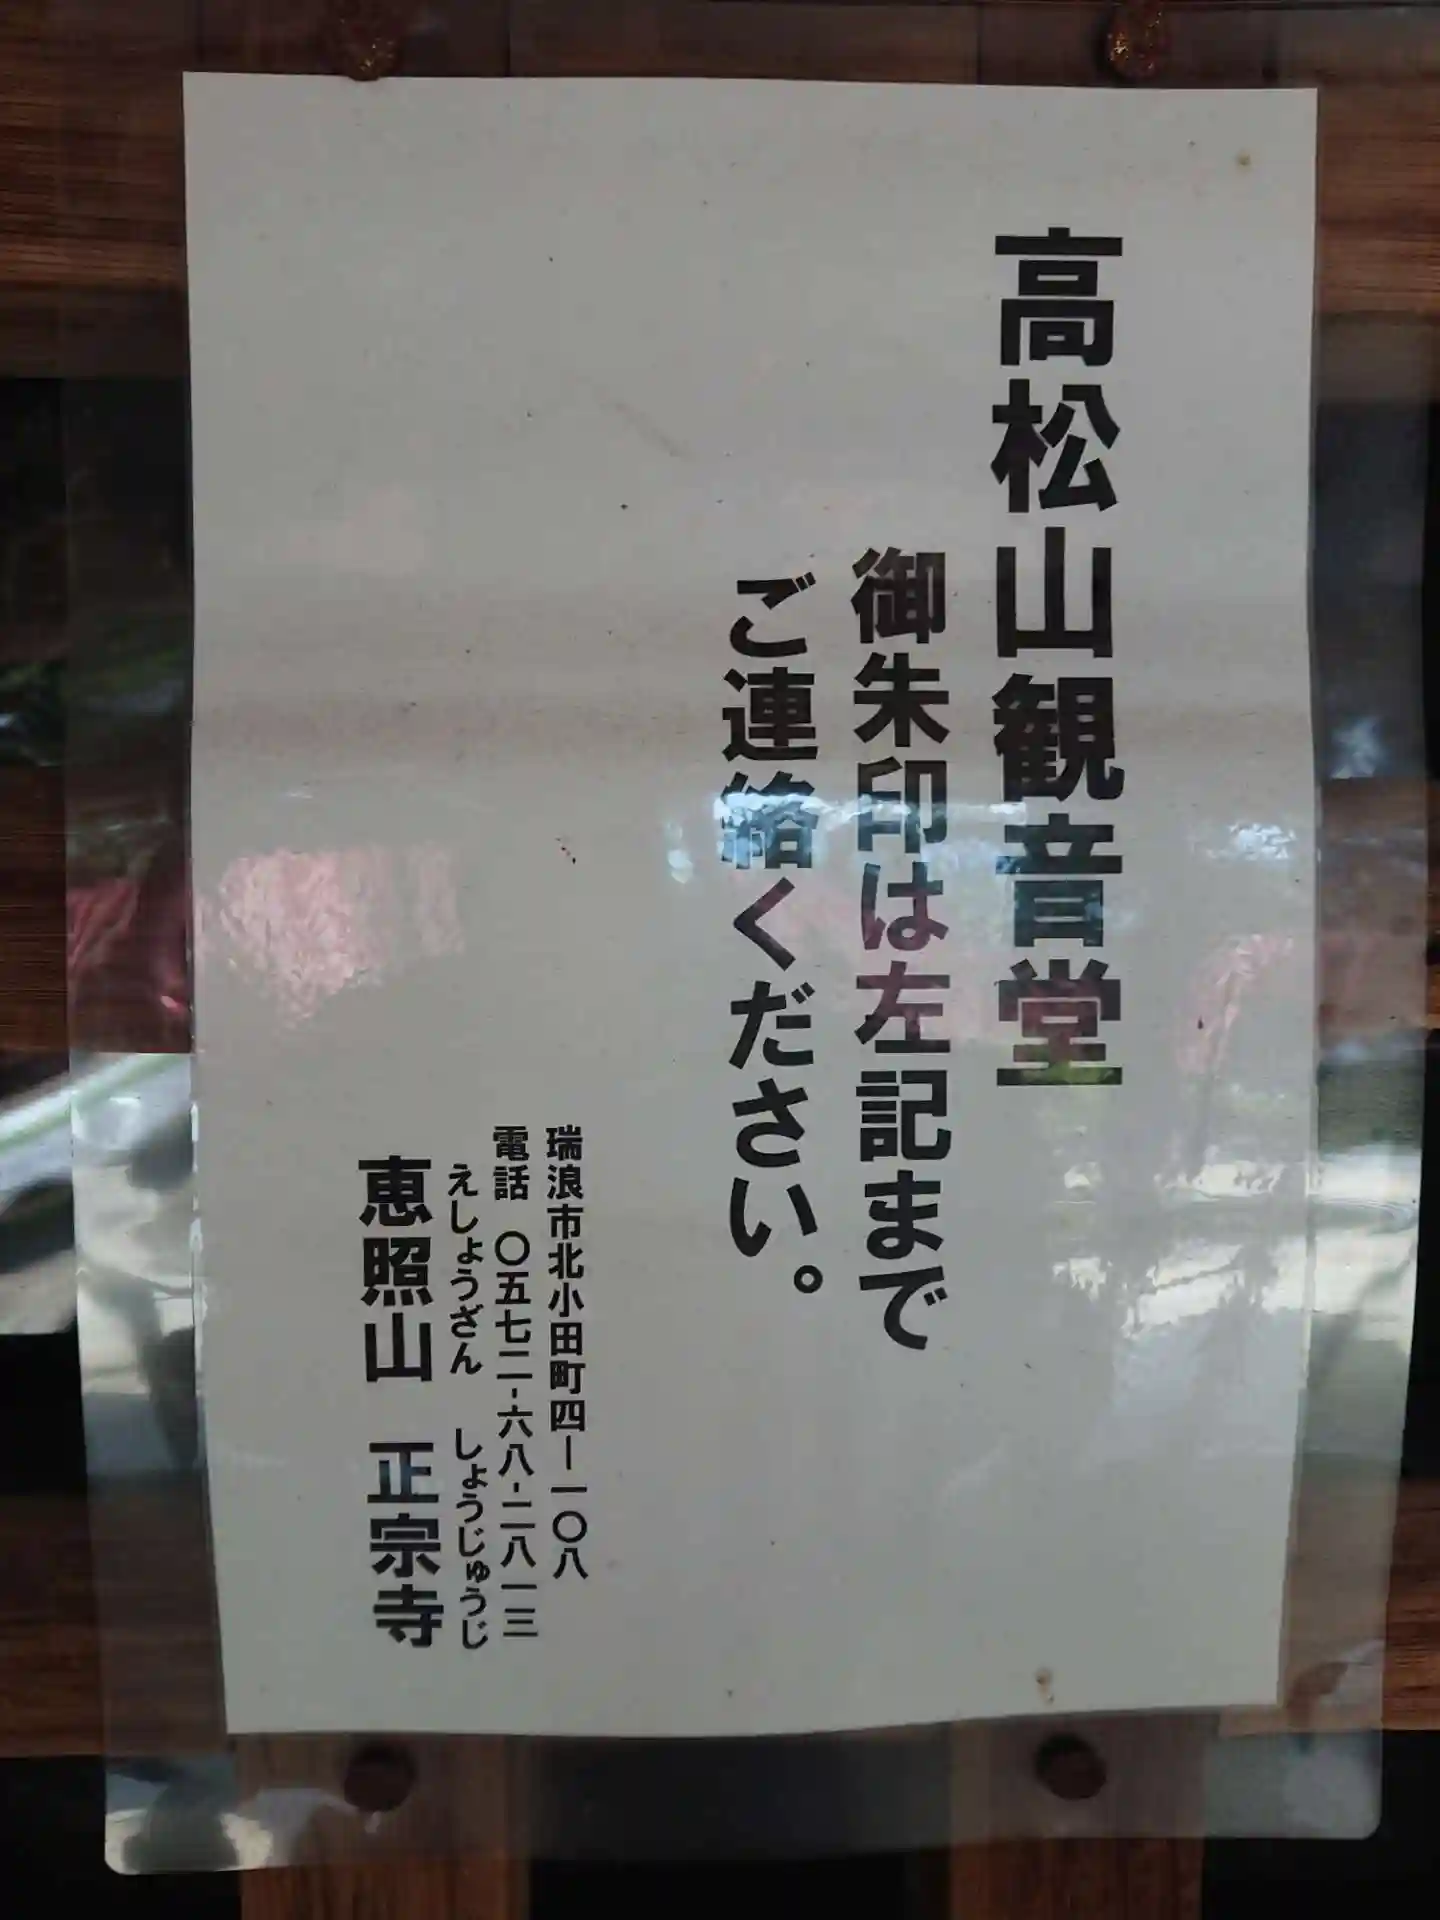 高松山観音堂
御朱印は左記まで
ご連絡ください。
瑞浪市北小田町四ー一〇八
電話 〇五七二-六八-二八一三
えしょうざん しょうじゅうじ
恵照山 正宗寺